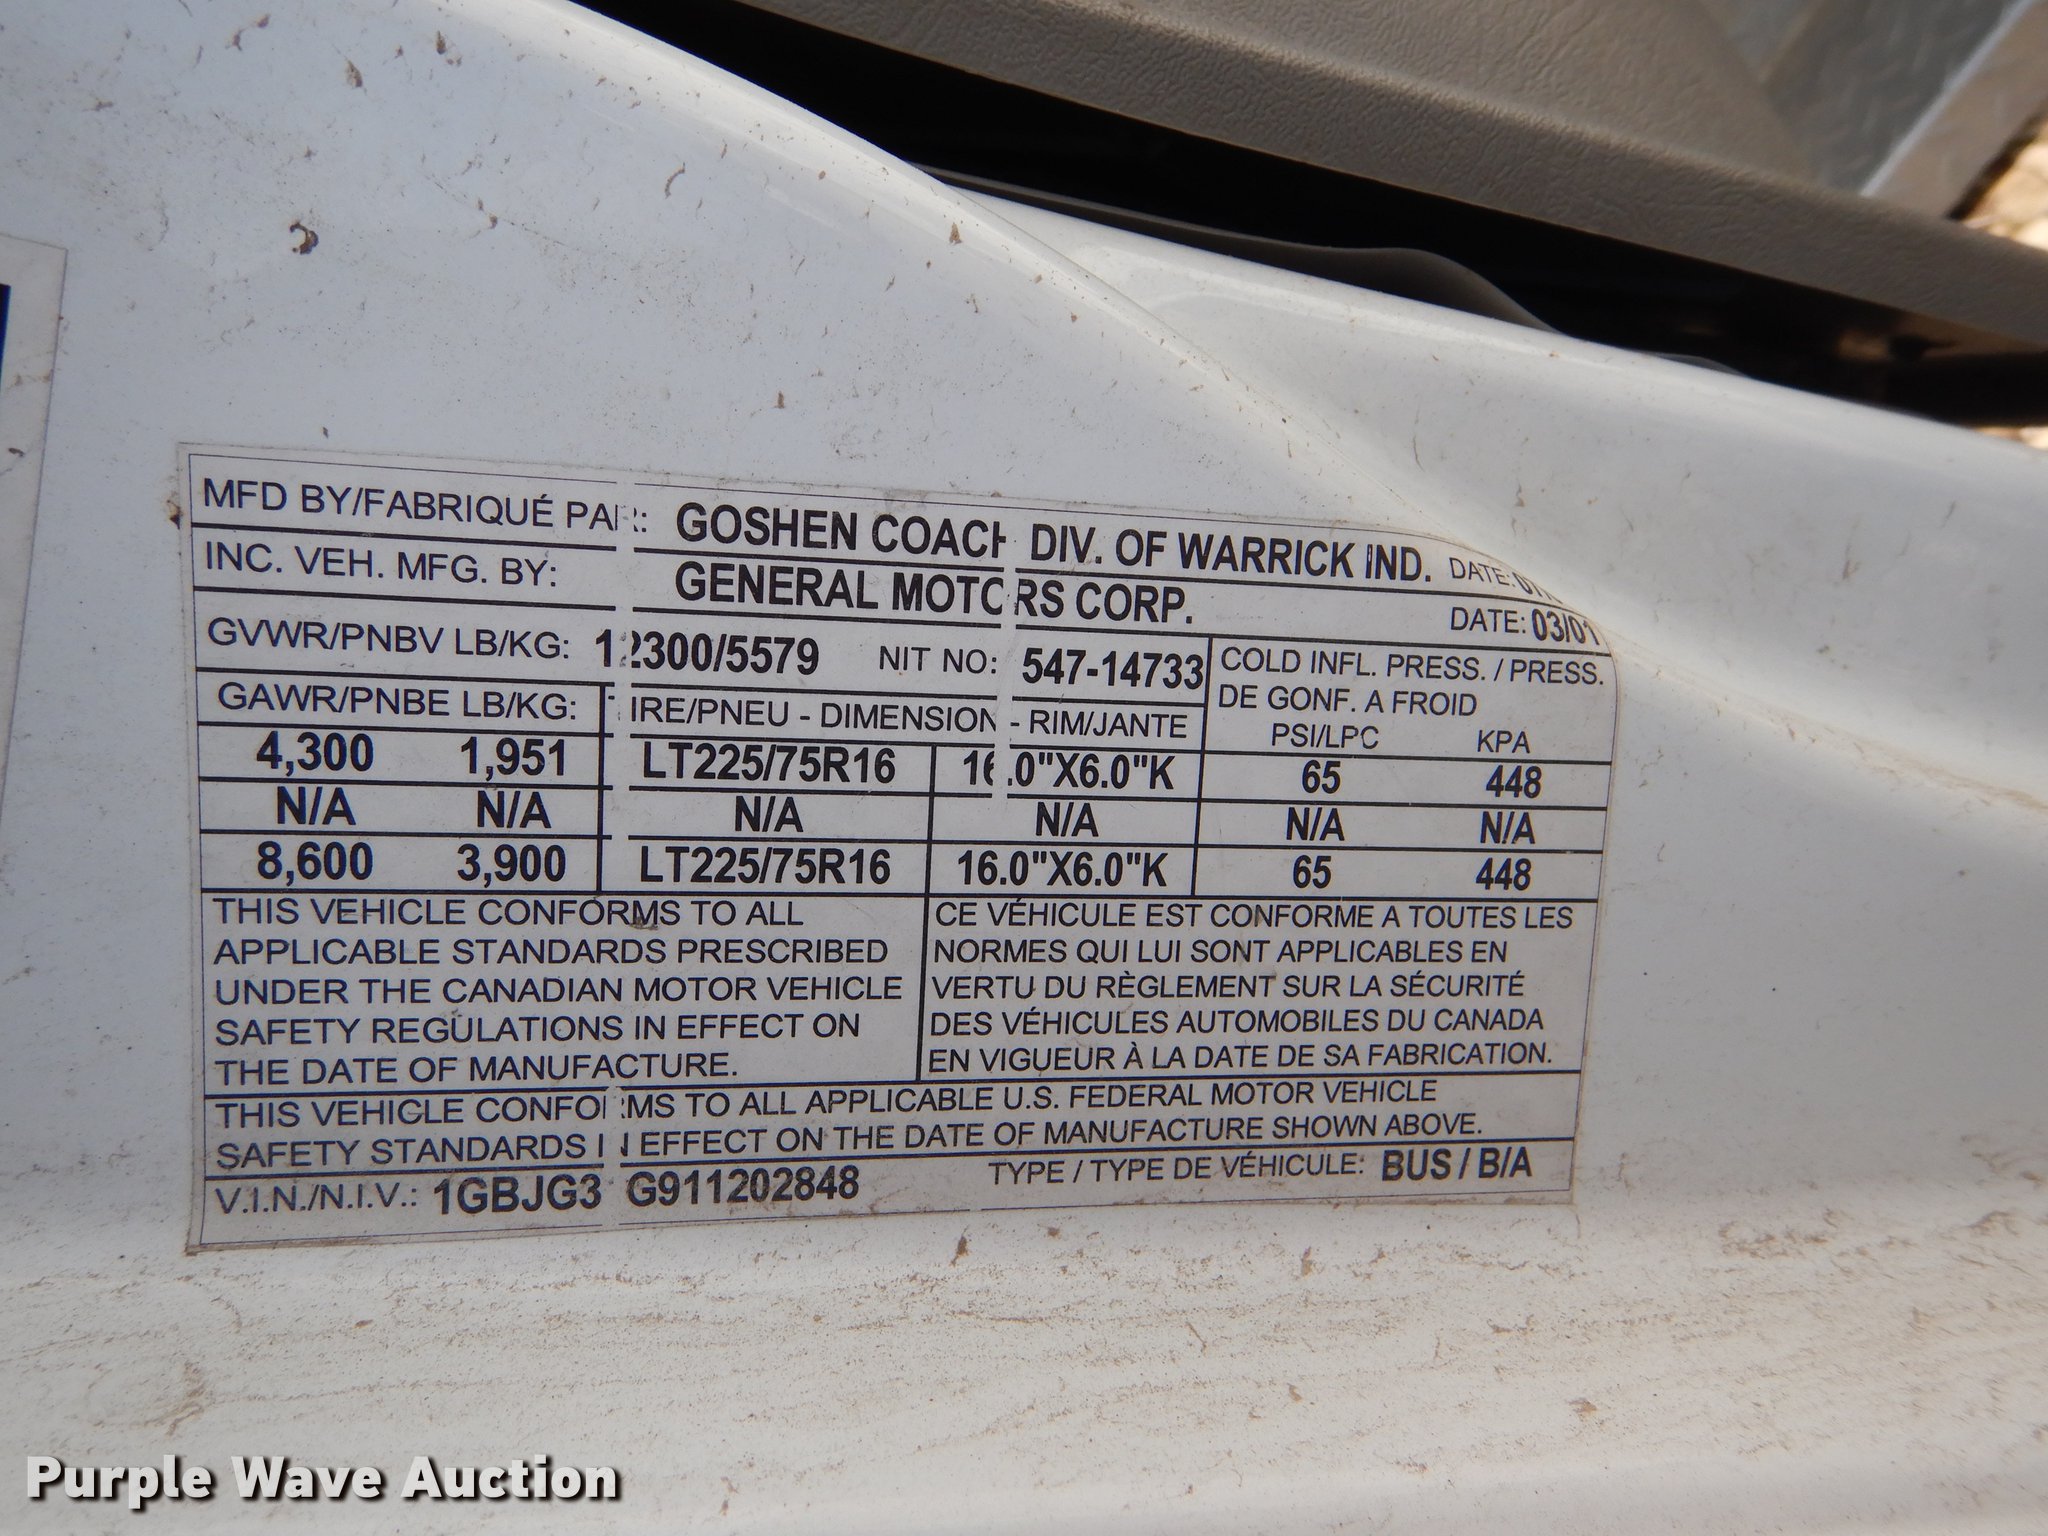 MFD BY/FABRIQUÉ PAR: GOSHEN COACH DIV. OF WARRICK IND. DATE:
INC. VEH. MFG. BY: GENERAL MOTORS CORP. DATE: 03/01
GVWR/PNBV LB/KG: 12300/5579 NIT NO: 547-14733 COLD INFL. PRESS. / PRESS. DE GONF. A FROID
GAWR/PNBE LB/KG: TIRE/PNEU - DIMENSION - RIM/JANTE PSI/LPC KPA
4,300 1,951 LT225/75R16 16.0"X6.0"K 65 448
N/A N/A N/A N/A N/A N/A
8,600 3,900 LT225/75R16 16.0"X6.0"K 65 448
THIS VEHICLE CONFORMS TO ALL
APPLICABLE STANDARDS PRESCRIBED
UNDER THE CANADIAN MOTOR VEHICLE
SAFETY REGULATIONS IN EFFECT ON
THE DATE OF MANUFACTURE.
CE VÉHICULE EST CONFORME A TOUTES LES
NORMES QUI LUI SONT APPLICABLES EN
VERTU DU RÈGLEMENT SUR LA SÉCURITÉ
DES VÉHICULES AUTOMOBILES DU CANADA
EN VIGUEUR À LA DATE DE SA FABRICATION.
THIS VEHICLE CONFORMS TO ALL APPLICABLE U.S. FEDERAL MOTOR VEHICLE
SAFETY STANDARDS IN EFFECT ON THE DATE OF MANUFACTURE SHOWN ABOVE.
V.I.N./N.I.V.: 1GBJG3 G911202848 TYPE / TYPE DE VÉHICULE: BUS / B/A
Purple Wave Auction